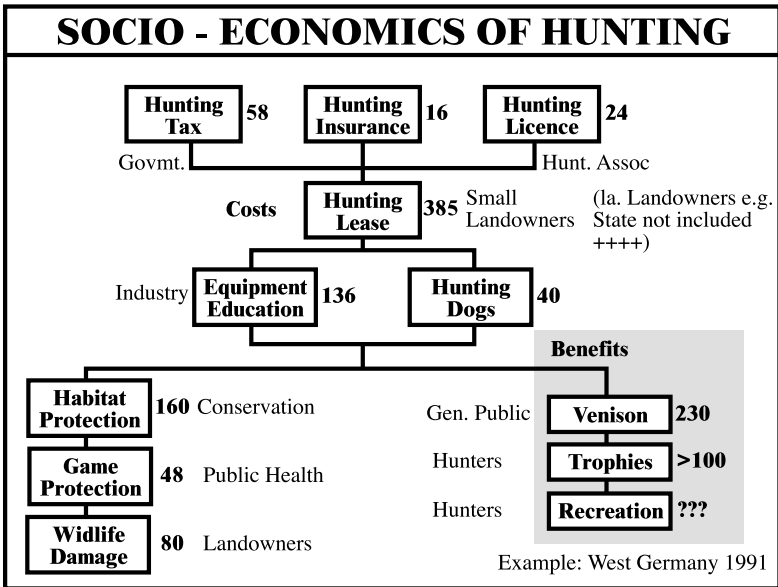 SOCIO - ECONOMICS OF HUNTING
Hunting
Tax
58
Hunting
Insurance
16
Hunting
Licence
24
Govmt.
Hunt. Assoc
Costs
Hunting
Lease
385
Small
Landowners
(la. Landowners e.g.
State not included
++++)
Industry
Equipment
Education
136
Hunting
Dogs
40
Benefits
Habitat
Protection
160 Conservation
Gen. Public
Venison
230
Game
Protection
48 Public Health
Hunters
Trophies
>100
Hunters
Recreation
???
Widlife
Damage
80 Landowners
Example: West Germany 1991